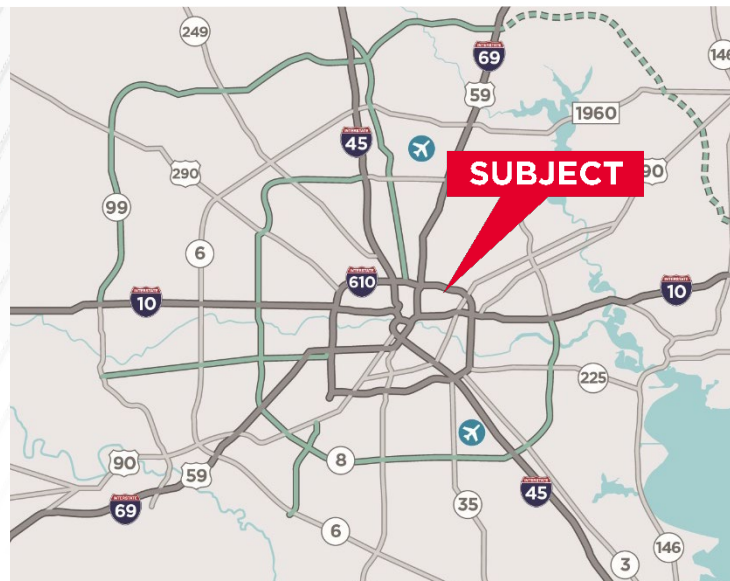 249
INTERSTATE
69
146
59
INTERSTATE
45
1960
290
SUBJECT
90
99
6
INTERSTATE
610
INTERSTATE
10
INTERSTATE
10
225
90
59
8
INTERSTATE
69
INTERSTATE
45
35
6
146
3